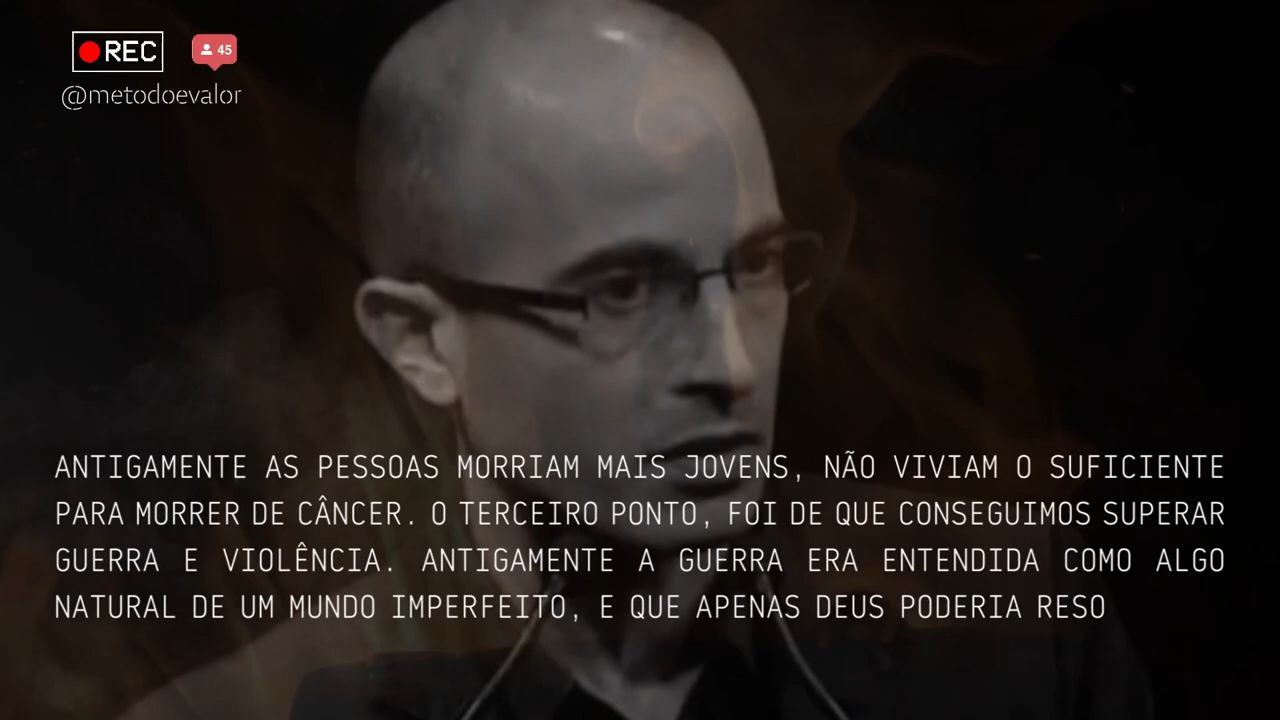 REC
45
@metodoevalor
ANTIGAMENTE AS PESSOAS MORRIAM MAIS JOVENS, NÃO VIVIAM O SUFICIENTE
PARA MORRER DE CÂNCER. O TERCEIRO PONTO, FOI DE QUE CONSEGUIMOS SUPERAR
GUERRA E VIOLÊNCIA. ANTIGAMENTE A GUERRA ERA ENTENDIDA COMO ALGO
NATURAL DE UM MUNDO IMPERFEITO, E QUE APENAS DEUS PODERIA RESO